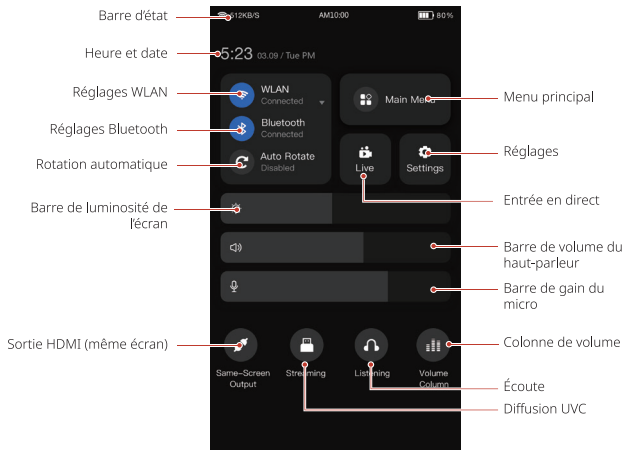 Barre d'état
512KB/S AM10:00 80%
Heure et date
5:23 03.09 / Tue PM
Réglages WLAN
WLAN
Connected
Main Menu
Menu principal
Réglages Bluetooth
Bluetooth
Connected
Rotation automatique
Auto Rotate
Disabled
Live
Settings
Réglages
Entrée en direct
Barre de luminosité de
l'écran
Barre de volume du
haut-parleur
Barre de gain du
micro
Sortie HDMI (même écran)
Colonne de volume
Same-Screen
Output
Streaming
Listening
Volume
Column
Écoute
Diffusion UVC